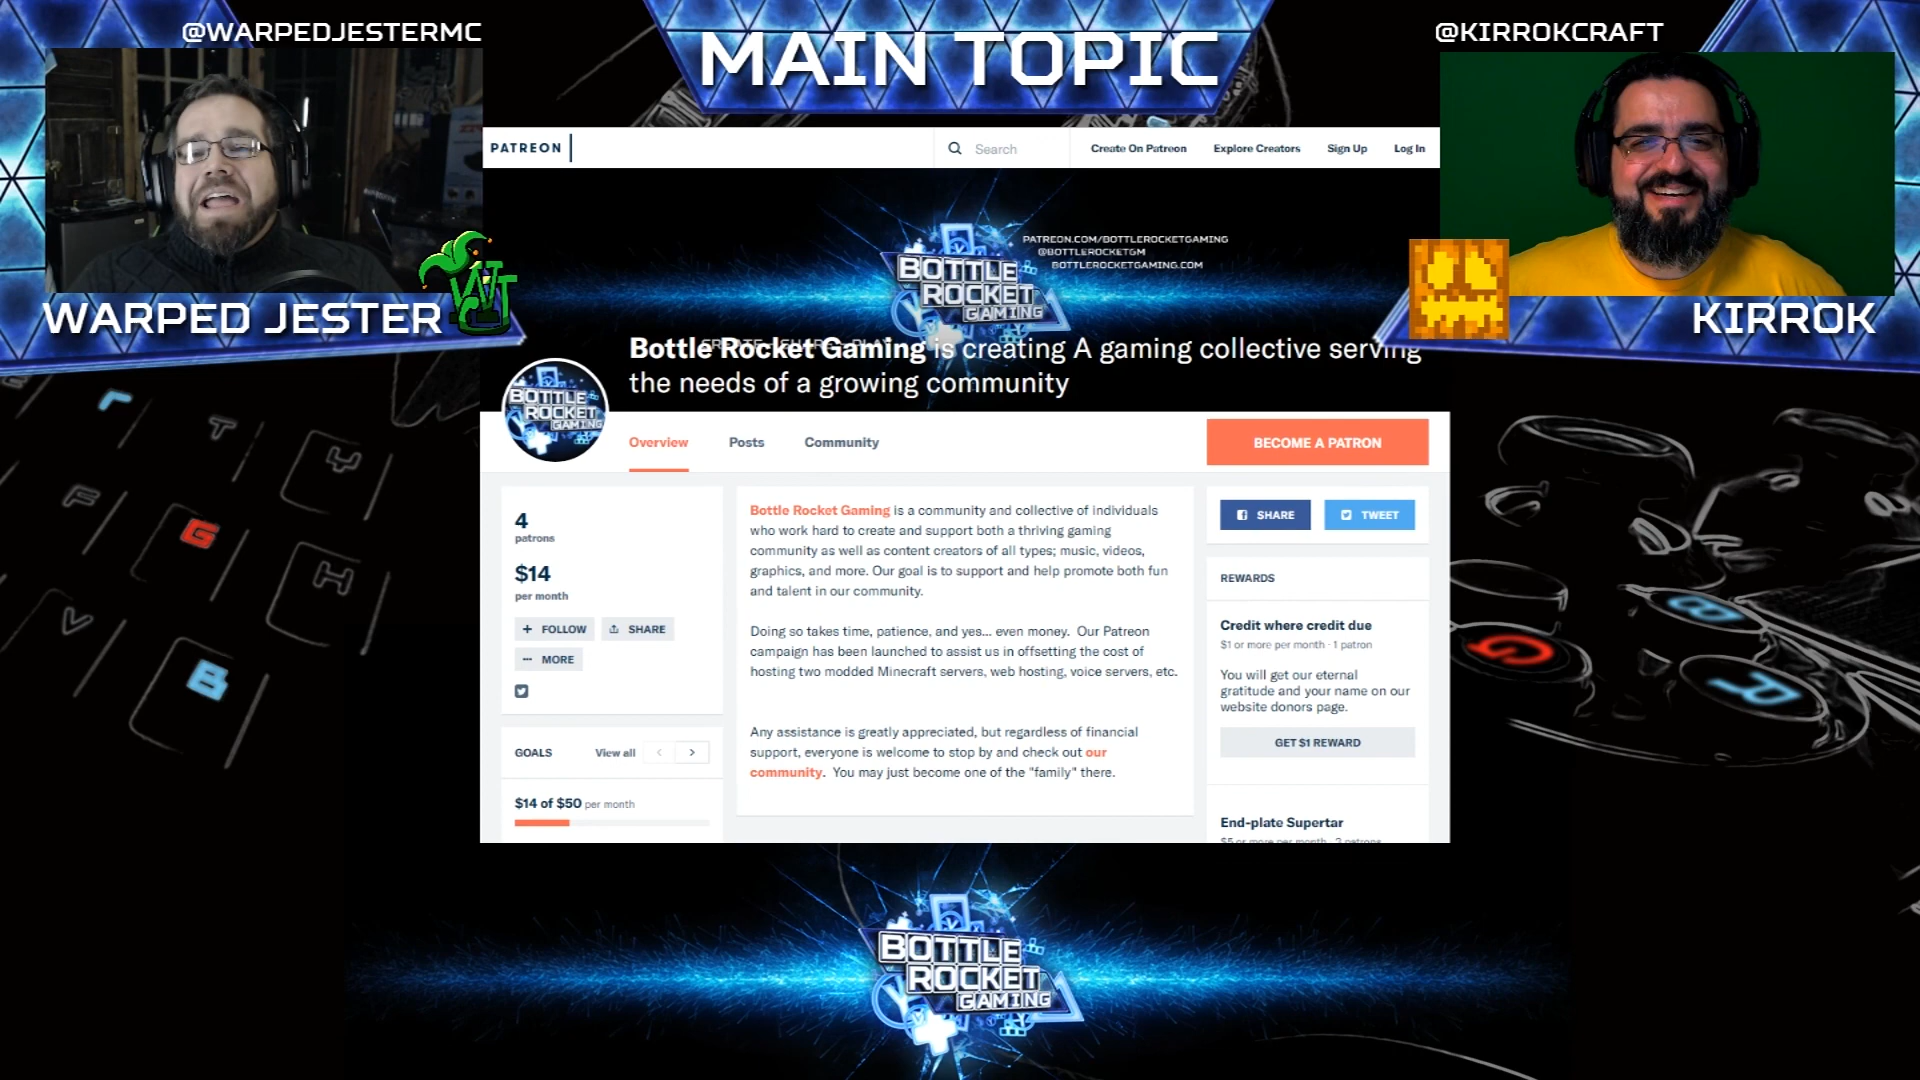 @WARPEDJESTERMC
MAIN TOPIC
@KIRROKCRAFT
PATREON
Search
Create On Patreon
Explore Creators
Sign Up
Log In
PATREON.COM/BOTTLEROCKETGAMING
@BOTTLEROCKETGM
BOTTLEROCKETGAMING.COM
BOTTLE
ROCKET
GAMING
WARPED JESTER
WJ
KIRROK
Bottle Rocket Gaming is creating A gaming collective serving
the needs of a growing community
BOTTLE
ROCKET
GAMING
Overview
Posts
Community
BECOME A PATRON
4
patrons
$14
per month
+ FOLLOW
SHARE
MORE
GOALS
View all
$14 of $50 per month
Bottle Rocket Gaming is a community and collective of individuals
who work hard to create and support both a thriving gaming
community as well as content creators of all types; music, videos,
graphics, and more. Our goal is to support and help promote both fun
and talent in our community.
Doing so takes time, patience, and yes... even money. Our Patreon
campaign has been launched to assist us in offsetting the cost of
hosting two modded Minecraft servers, web hosting, voice servers, etc.
Any assistance is greatly appreciated, but regardless of financial
support, everyone is welcome to stop by and check out our
community. You may just become one of the "family" there.
SHARE
TWEET
REWARDS
Credit where credit due
$1 or more per month · 1 patron
You will get our eternal
gratitude and your name on our
website donors page.
GET $1 REWARD
End-plate Supertar
$5 or more per month · 2 patrons
r
T
Y
F
G
H
V
B
B
G
R
BOTTLE
ROCKET
GAMING